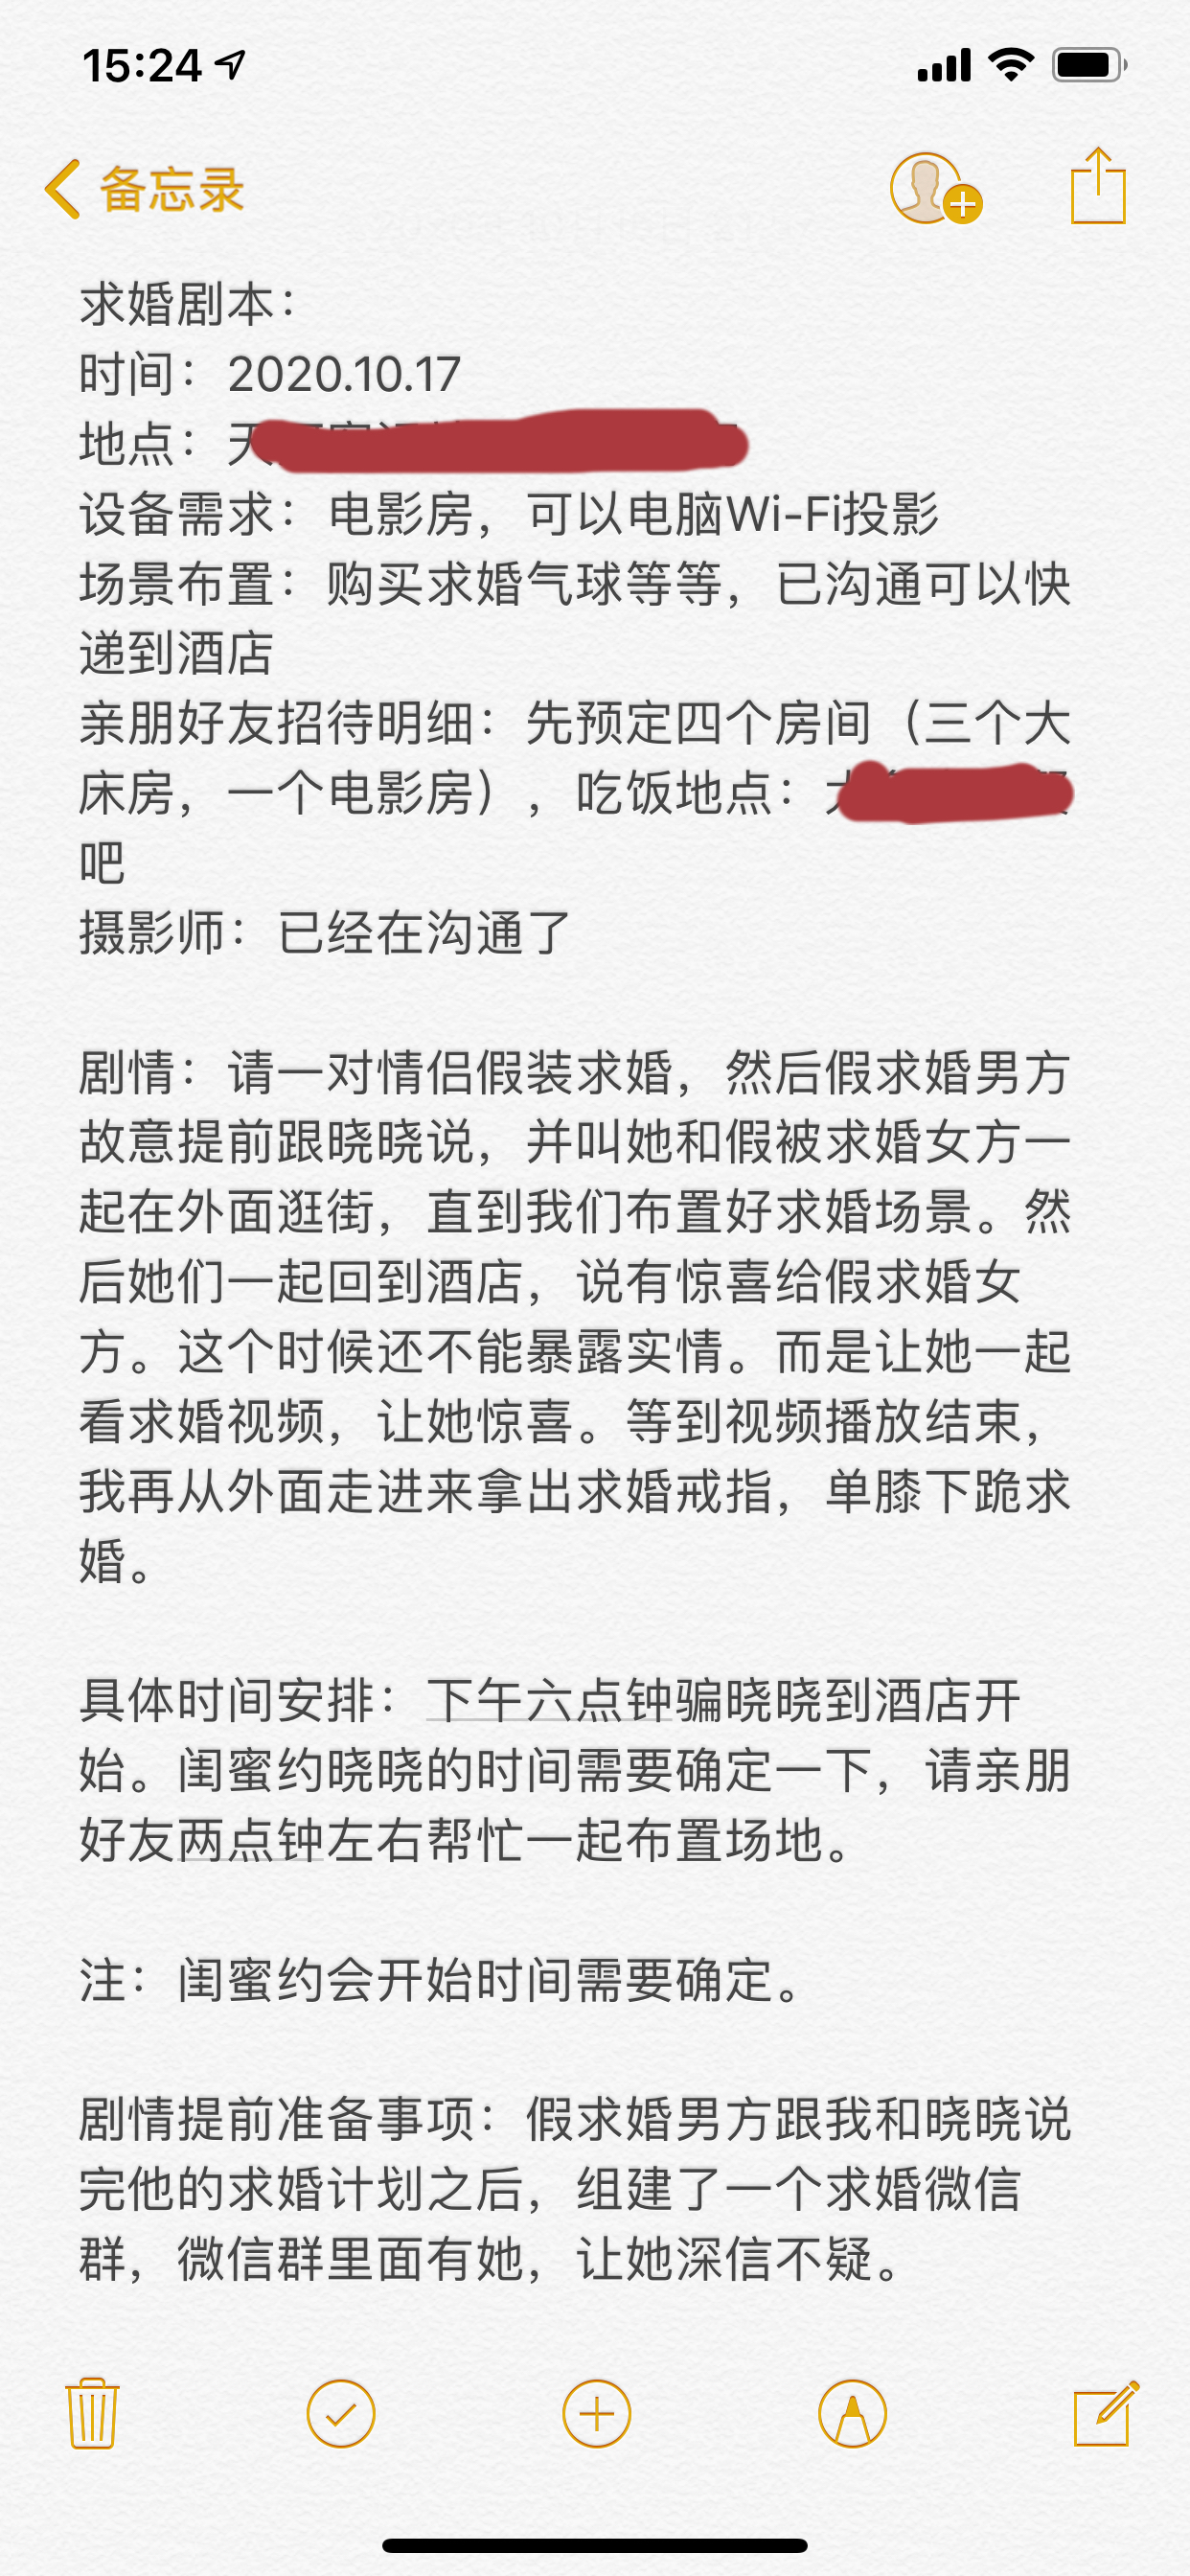 15:24
备忘录
求婚剧本：
时间：2020.10.17
地点：天
设备需求：电影房，可以电脑Wi-Fi投影
场景布置：购买求婚气球等等，已沟通可以快
递到酒店
亲朋好友招待明细：先预定四个房间（三个大
床房，一个电影房），吃饭地点：
吧
摄影师：已经在沟通了
剧情：请一对情侣假装求婚，然后假求婚男方
故意提前跟晓晓说，并叫她和假被求婚女方一
起在外面逛街，直到我们布置好求婚场景。然
后她们一起回到酒店，说有惊喜给假求婚女
方。这个时候还不能暴露实情。而是让她一起
看求婚视频，让她惊喜。等到视频播放结束，
我再从外面走进来拿出求婚戒指，单膝下跪求
婚。
具体时间安排：下午六点钟骗晓晓到酒店开
始。闺蜜约晓晓的时间需要确定一下，请亲朋
好友两点钟左右帮忙一起布置场地。
注：闺蜜约会开始时间需要确定。
剧情提前准备事项：假求婚男方跟我和晓晓说
完他的求婚计划之后，组建了一个求婚微信
群，微信群里面有她，让她深信不疑。